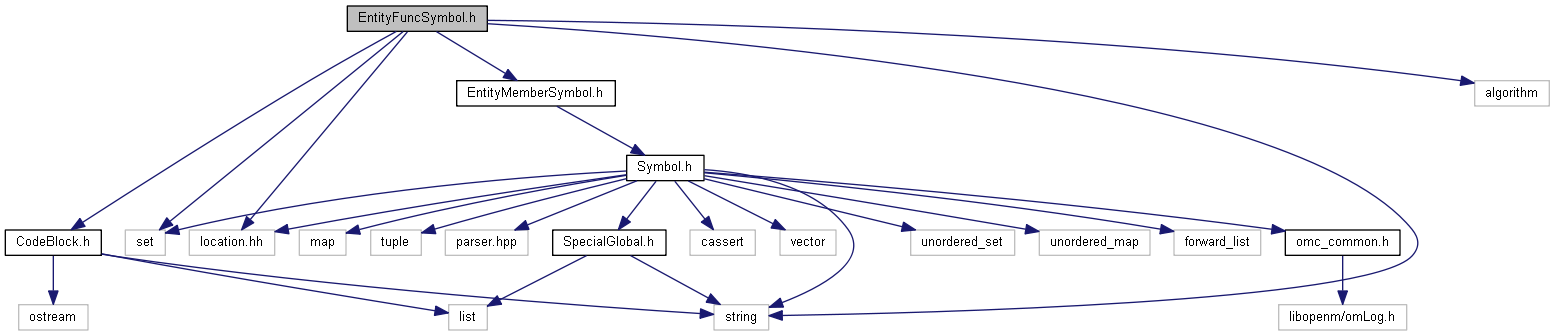 EntityFuncSymbol.h
EntityMemberSymbol.h
algorithm
Symbol.h
CodeBlock.h
set
location.hh
map
tuple
parser.hpp
SpecialGlobal.h
cassert
vector
unordered_set
unordered_map
forward_list
omc_common.h
ostream
list
string
libopenm/omLog.h